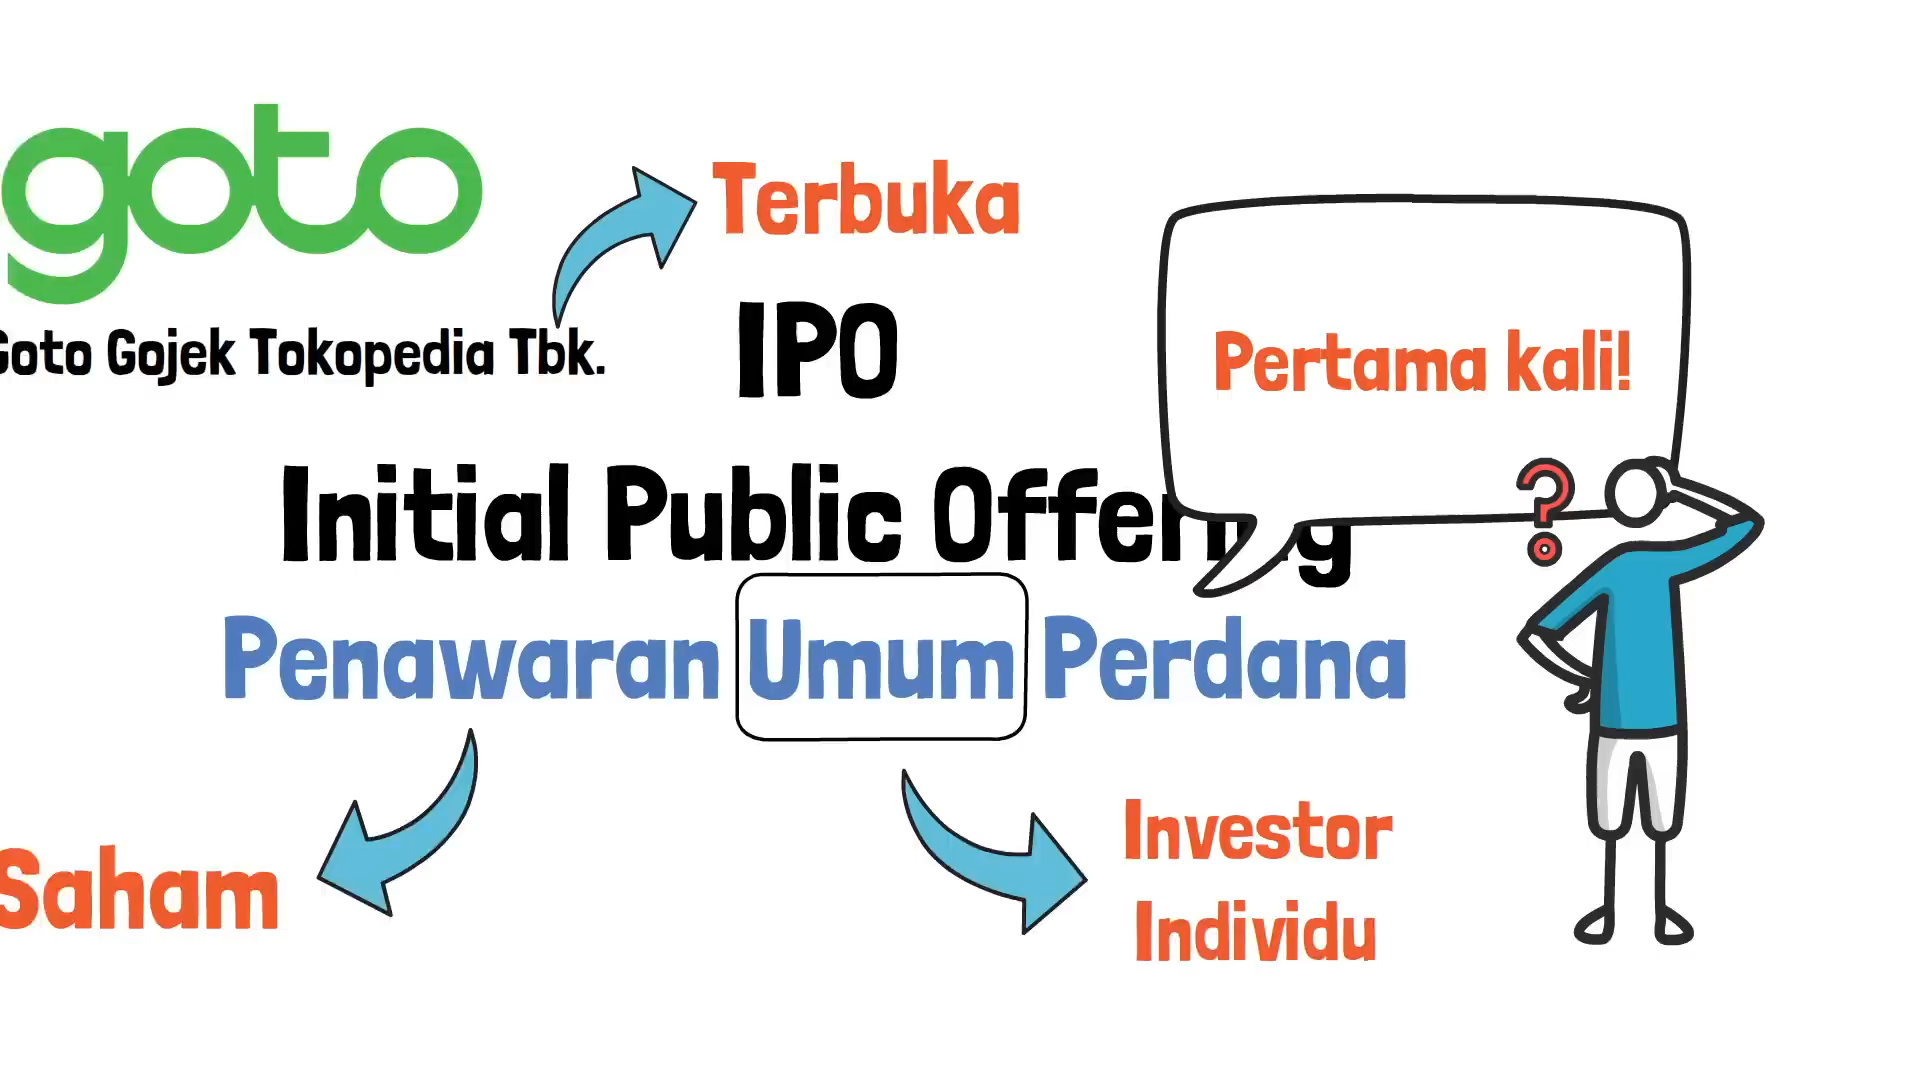 goto
Terbuka
Goto Gojek Tokopedia Tbk.
IPO
Pertama kali!
Initial Public Offering
Penawaran Umum Perdana
Saham
Investor
Individu